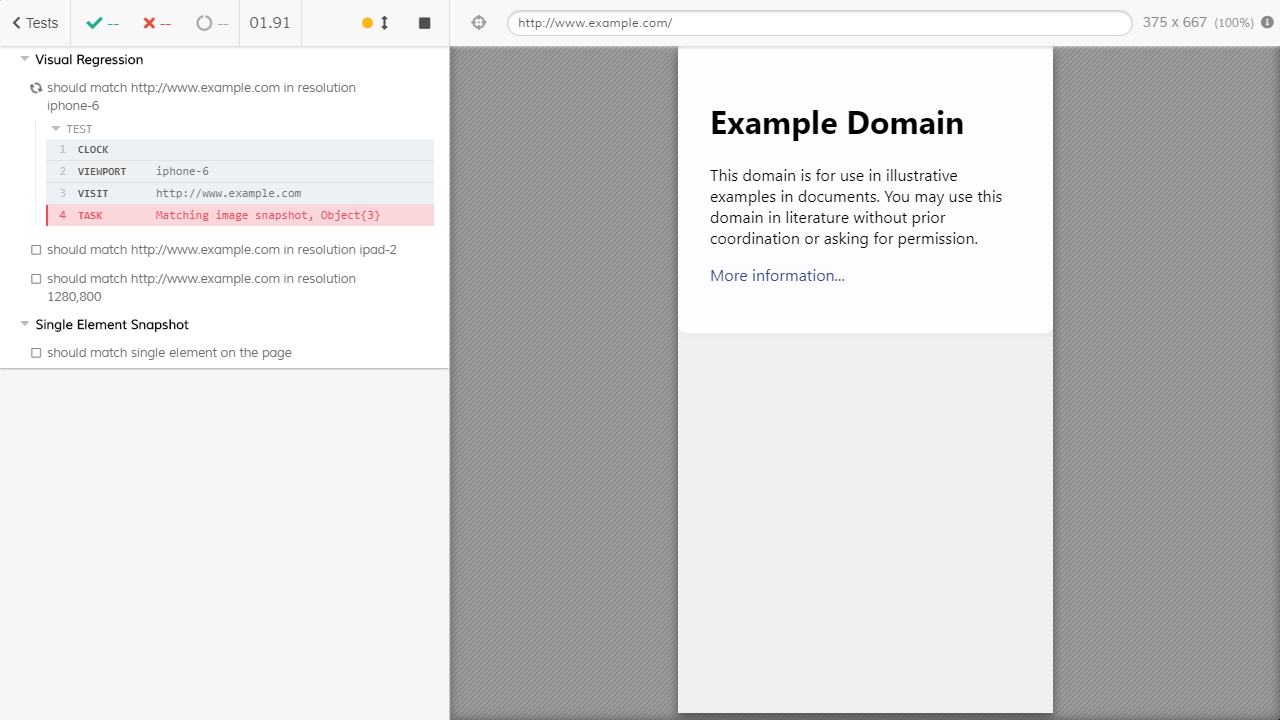 Tests
--
--
--
01.91
http://www.example.com/
375 x 667 (100%)
Visual Regression
should match http://www.example.com in resolution
iphone-6
TEST
1 CLOCK
2 VIEWPORT iphone-6
3 VISIT http://www.example.com
4 TASK Matching image snapshot, Object{3}
should match http://www.example.com in resolution ipad-2
should match http://www.example.com in resolution
1280,800
Single Element Snapshot
should match single element on the page
Example Domain
This domain is for use in illustrative
examples in documents. You may use this
domain in literature without prior
coordination or asking for permission.
More information...